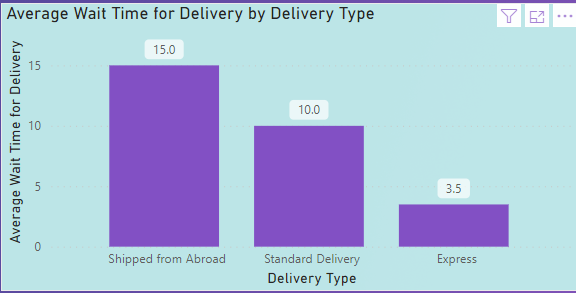 Average Wait Time for Delivery by Delivery Type
Average Wait Time for Delivery
15
10
5
0
15.0
10.0
3.5
Shipped from Abroad
Standard Delivery
Express
Delivery Type